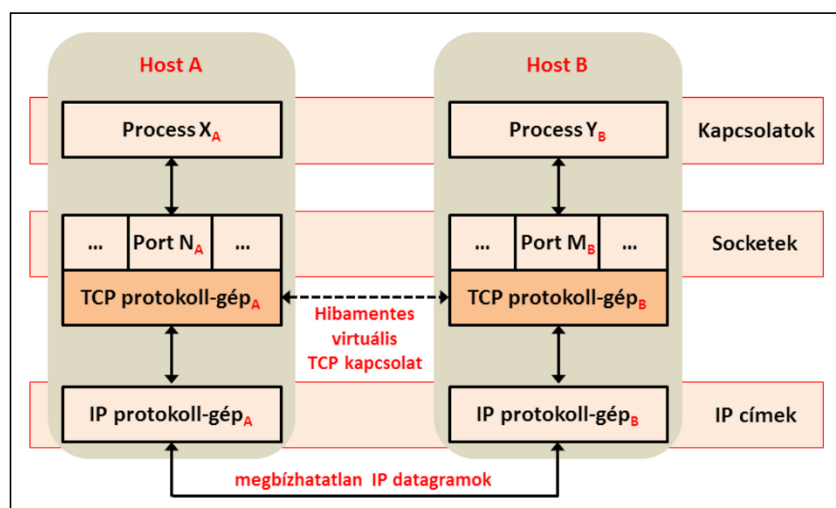 Host A
Host B
Process XA
Process YB
Kapcsolatok
...
Port NA
...
...
Port MB
...
Socketek
TCP protokoll-gépA
TCP protokoll-gépB
Hibamentes
virtuális
TCP kapcsolat
IP protokoll-gépA
IP protokoll-gépB
IP címek
megbízhatatlan IP datagramok